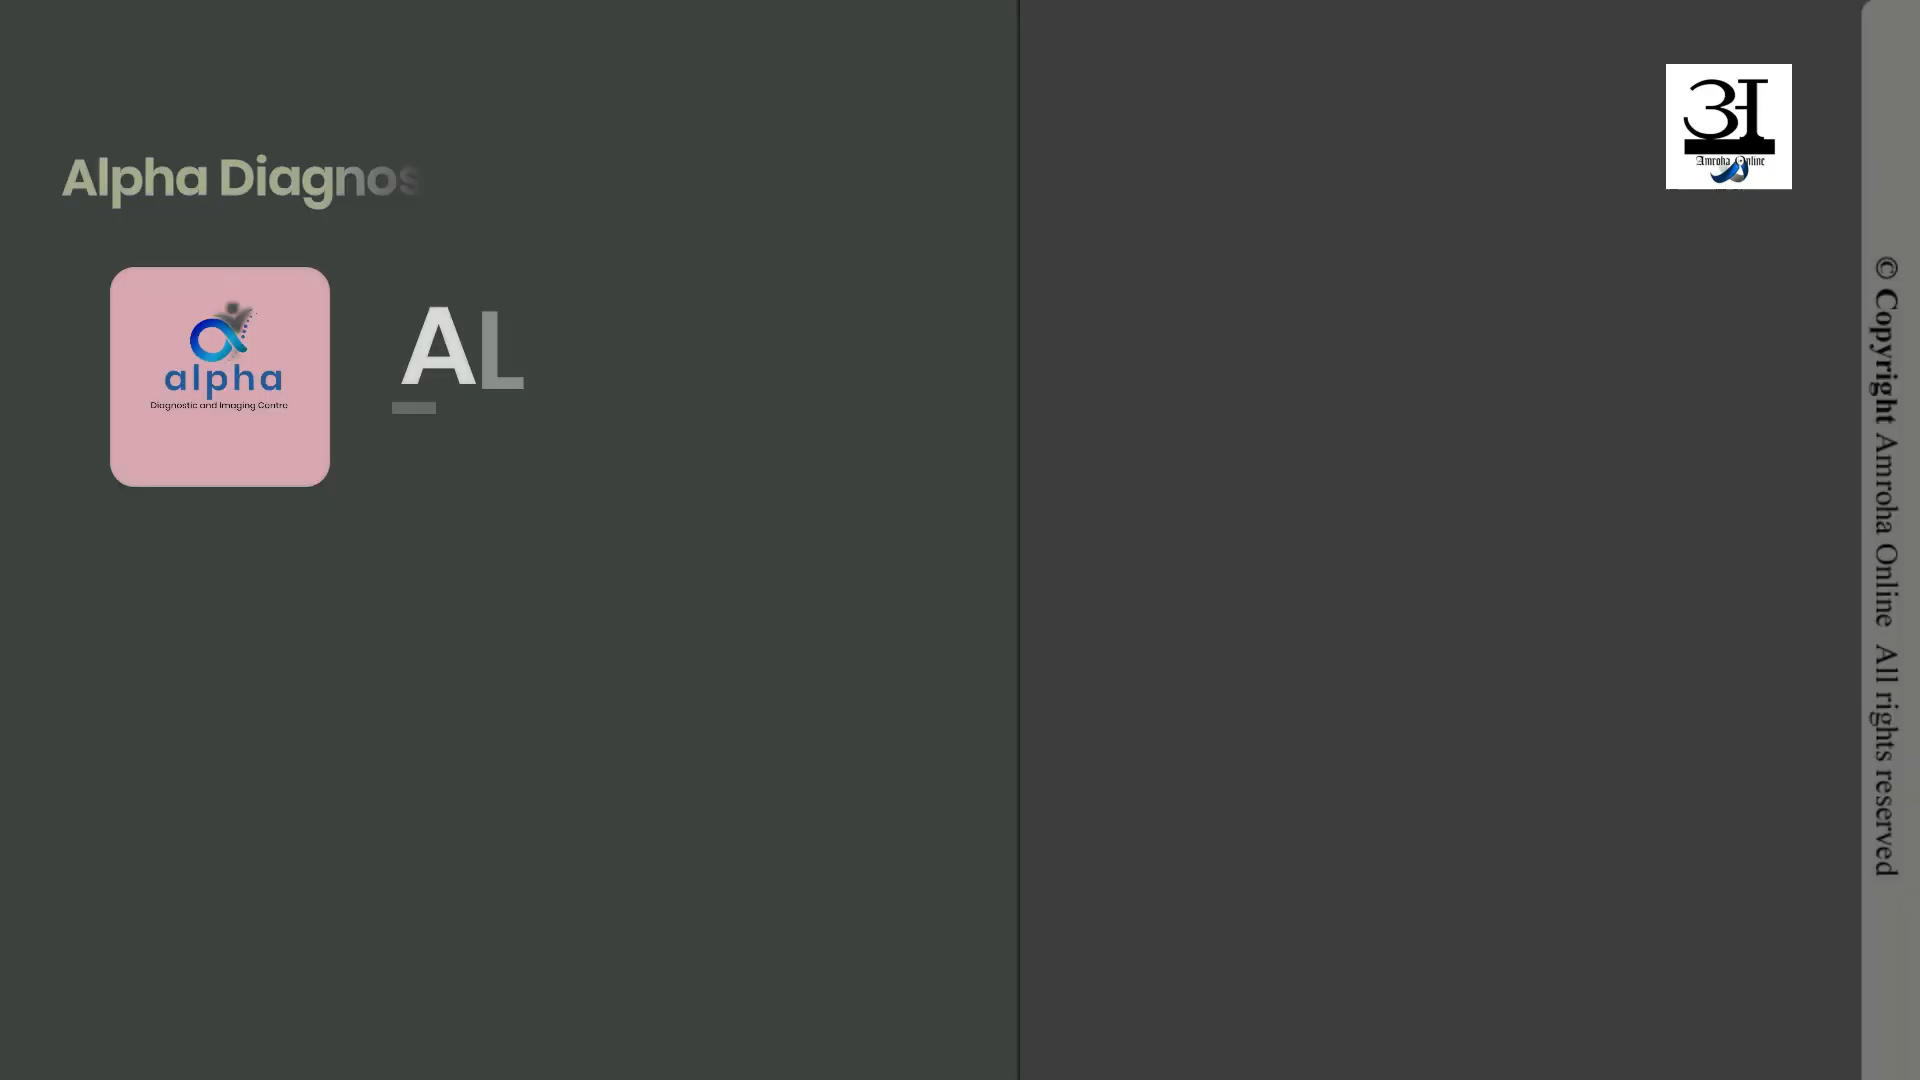 Alpha Diagnos
alpha
Diagnostic and Imaging Centre
AL
अ
Amroha Online
© Copyright Amroha Online All rights reserved